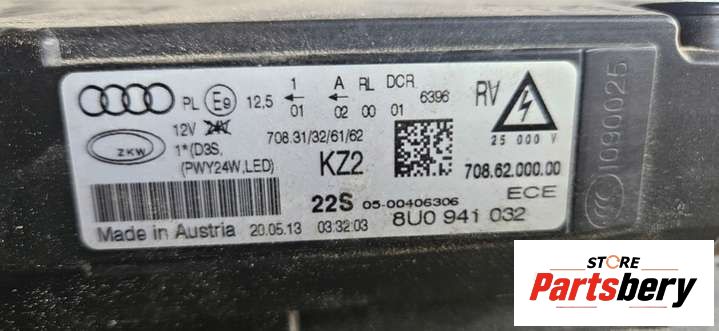 PL E9 12,5 1 A RL DCR
01 02 00 01 6396 RV
12V 24V 708.31/32/61/62 25 000 V
ZKW 1*(D3S, KZ2 708.62.000.00
(PWY24W,LED) ECE
22S 05-00406306
Made in Austria 20.05.13 03:32:03 8U0 941 032
1090025
STORE
Partsbery